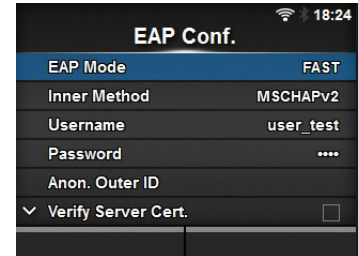 18:24
EAP Conf.
EAP Mode FAST
Inner Method MSCHAPv2
Username user_test
Password ••••
Anon. Outer ID
Verify Server Cert.